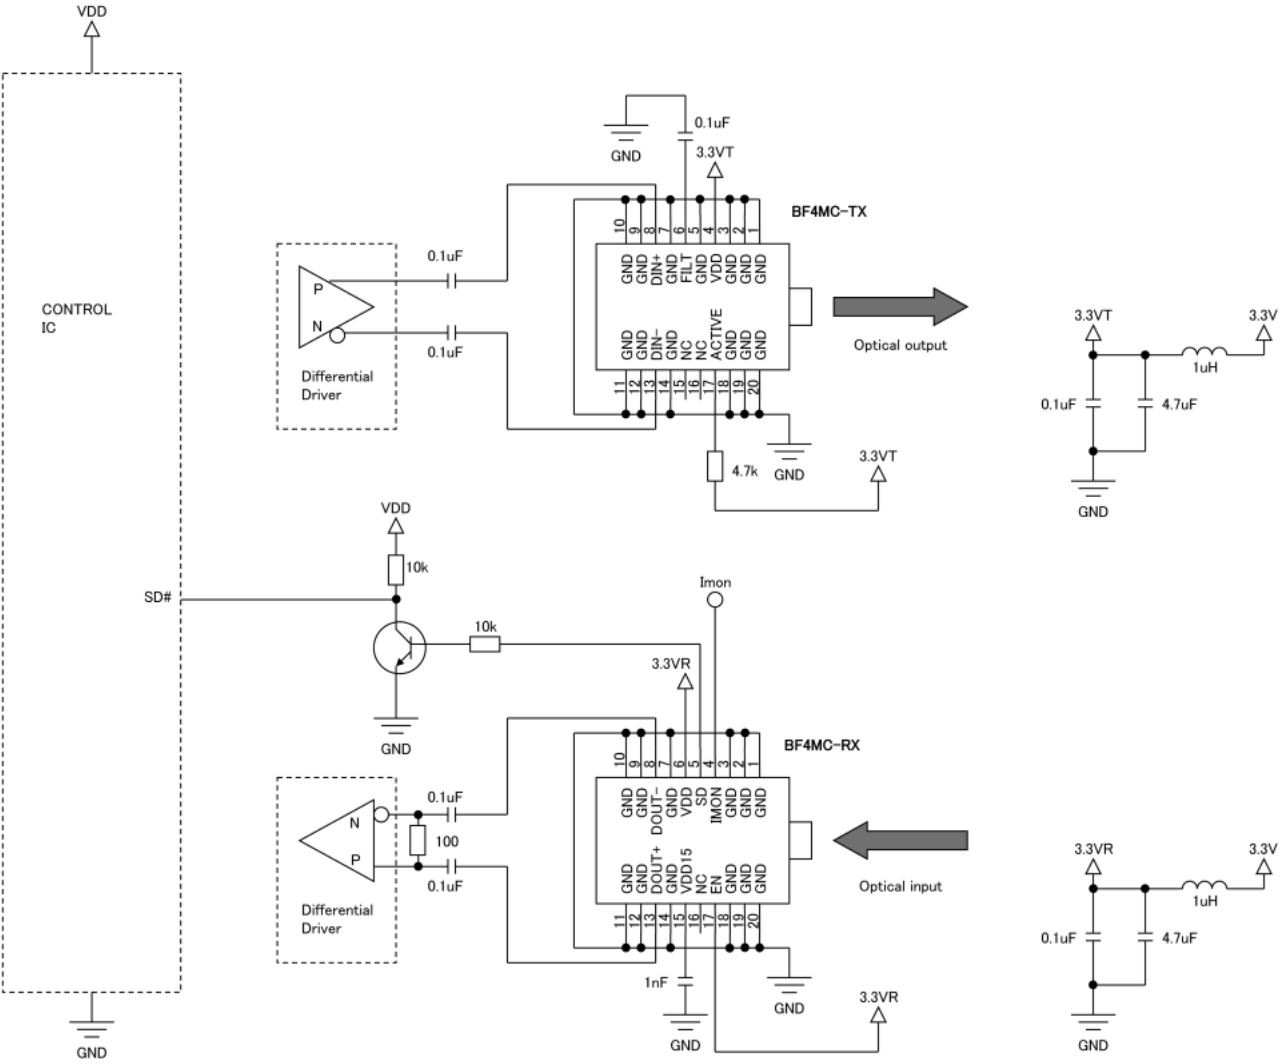 VDD
CONTROL
IC
SD#
GND
0.1uF
GND
3.3VT
BF4MC-TX
10
9
8
7
6
5
4
3
2
1
GND
GND
DIN+
GND
FILT
GND
VDD
GND
GND
GND
GND
GND
DIN-
GND
NC
NC
ACTIVE
GND
GND
GND
11
12
13
14
15
16
17
18
19
20
0.1uF
0.1uF
P
N
Differential
Driver
Optical output
4.7k
GND
3.3VT
3.3VT
3.3V
1uH
0.1uF
4.7uF
GND
VDD
10k
10k
GND
Imon
3.3VR
BF4MC-RX
10
9
8
7
6
5
4
3
2
1
GND
GND
DOUT-
GND
VDD
SD
IMON
GND
GND
GND
GND
GND
DOUT+
GND
VDD15
NC
EN
GND
GND
GND
11
12
13
14
15
16
17
18
19
20
0.1uF
100
0.1uF
N
P
Differential
Driver
Optical input
1nF
GND
GND
3.3VR
3.3VR
3.3V
1uH
0.1uF
4.7uF
GND